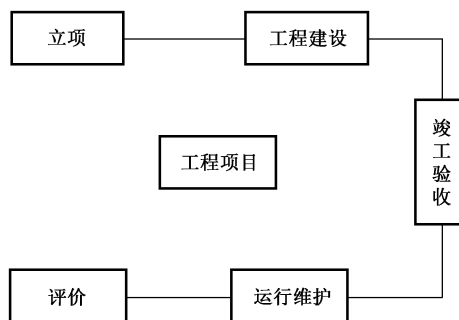 立项
工程建设
竣工验收
工程项目
评价
运行维护